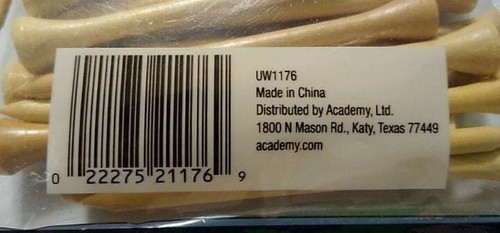 UW1176
Made in China
Distributed by Academy, Ltd.
1800 N Mason Rd., Katy, Texas 77449
academy.com
0 22275 21176 9